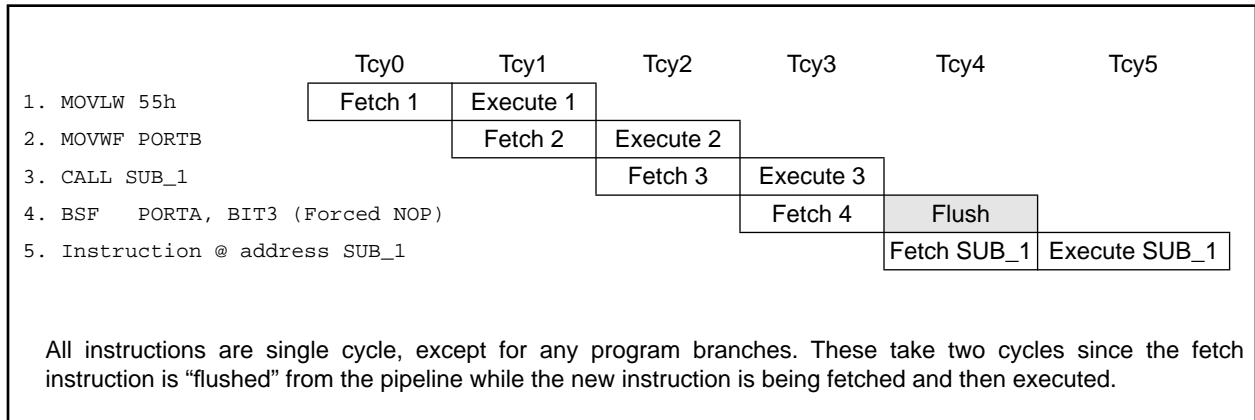 Tcy0 Tcy1 Tcy2 Tcy3 Tcy4 Tcy5
1. MOVLW 55h Fetch 1 Execute 1
2. MOVWF PORTB Fetch 2 Execute 2
3. CALL SUB_1 Fetch 3 Execute 3
4. BSF PORTA, BIT3 (Forced NOP) Fetch 4 Flush
5. Instruction @ address SUB_1 Fetch SUB_1 Execute SUB_1
All instructions are single cycle, except for any program branches. These take two cycles since the fetch
instruction is “flushed” from the pipeline while the new instruction is being fetched and then executed.